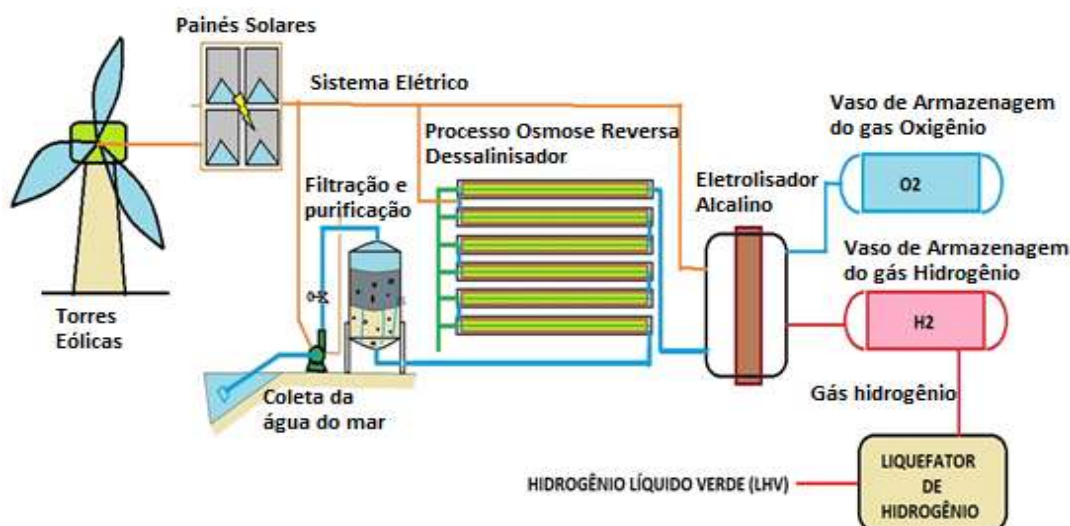 Painés Solares
Sistema Elétrico
Vaso de Armazenagem
do gas Oxigênio
Processo Osmose Reversa
Dessalinisador
Filtração e
purificação
Eletrolisador
Alcalino
O2
Vaso de Armazenagem
do gás Hidrogênio
H2
Torres
Eólicas
Coleta da
água do mar
Gás hidrogênio
LIQUEFATOR
DE
HIDROGÊNIO
HIDROGÊNIO LÍQUIDO VERDE (LHV)